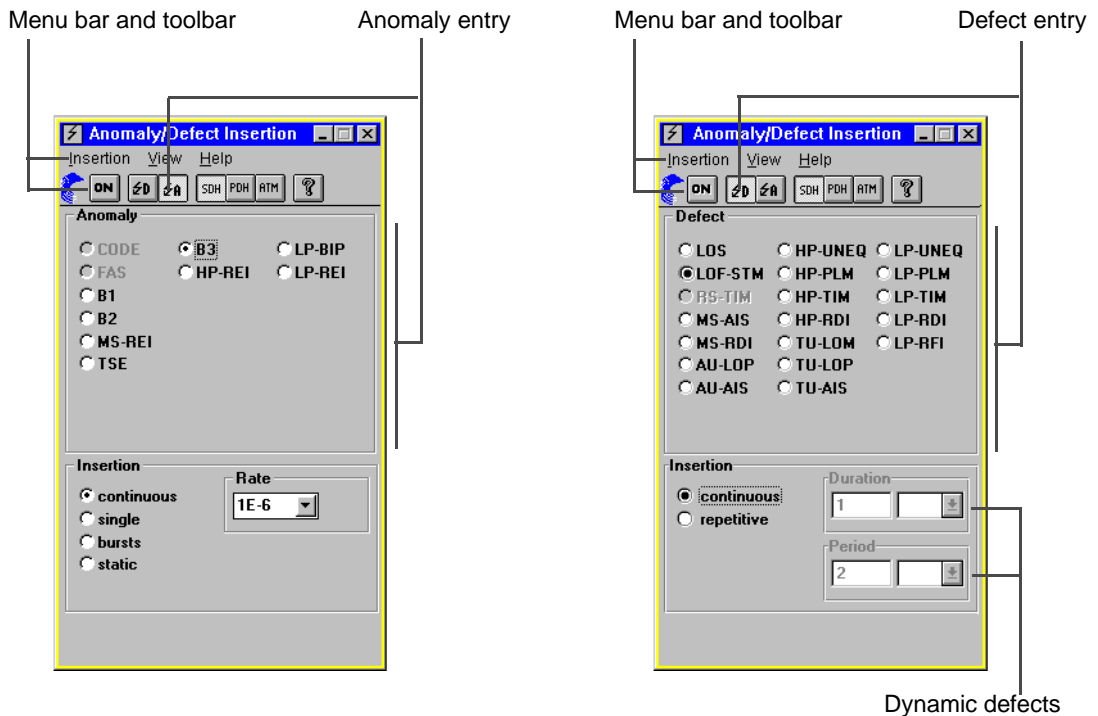 Menu bar and toolbar
Anomaly entry
Menu bar and toolbar
Defect entry
Anomaly/Defect Insertion
Insertion View Help
ON D A SDH PDH ATM ?
Anomaly
CODE B3 LP-BIP
FAS HP-REI LP-REI
B1
B2
MS-REI
TSE
Insertion
Rate
continuous
1E-6
single
bursts
static
Anomaly/Defect Insertion
Insertion View Help
ON D A SDH PDH ATM ?
Defect
LOS HP-UNEQ LP-UNEQ
LOF-STM HP-PLM LP-PLM
RS-TIM HP-TIM LP-TIM
MS-AIS HP-RDI LP-RDI
MS-RDI TU-LOM LP-RFI
AU-LOP TU-LOP
AU-AIS TU-AIS
Insertion
Duration
continuous
1
repetitive
Period
2
Dynamic defects